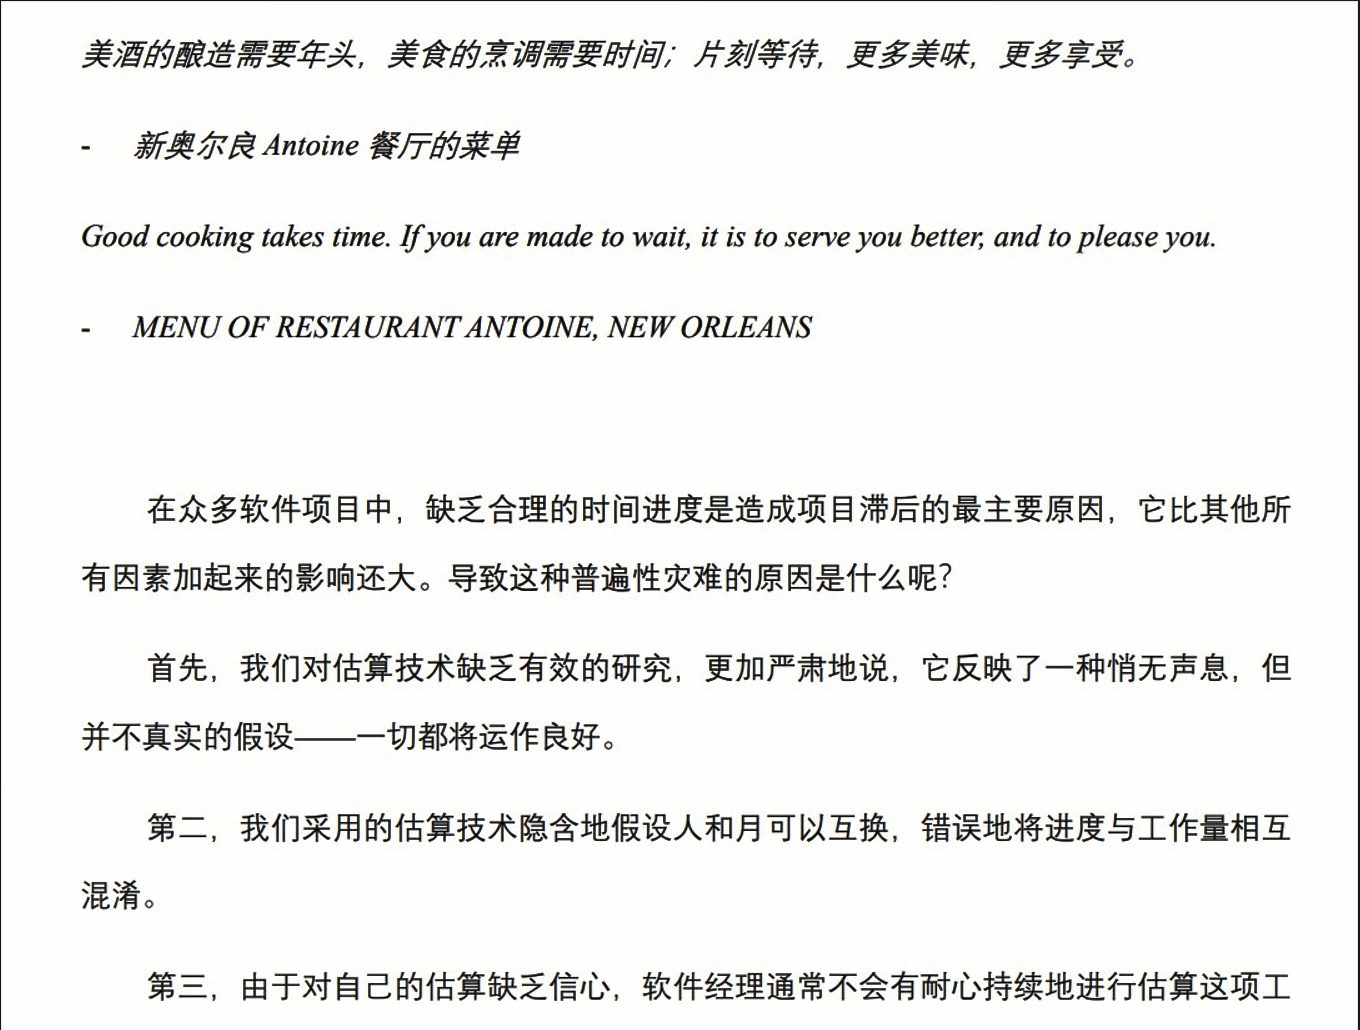 美酒的酿造需要年头，美食的烹调需要时间；片刻等待，更多美味，更多享受。
- 新奥尔良 Antoine 餐厅的菜单
Good cooking takes time. If you are made to wait, it is to serve you better, and to please you.
- MENU OF RESTAURANT ANTOINE, NEW ORLEANS
在众多软件项目中，缺乏合理的时间进度是造成项目滞后的最主要原因，它比其他所
有因素加起来的影响还大。导致这种普遍性灾难的原因是什么呢？
首先，我们对估算技术缺乏有效的研究，更加严肃地说，它反映了一种悄无声息，但
并不真实的假设——一切都将运作良好。
第二，我们采用的估算技术隐含地假设人和月可以互换，错误地将进度与工作量相互
混淆。
第三，由于对自己的估算缺乏信心，软件经理通常不会有耐心持续地进行估算这项工